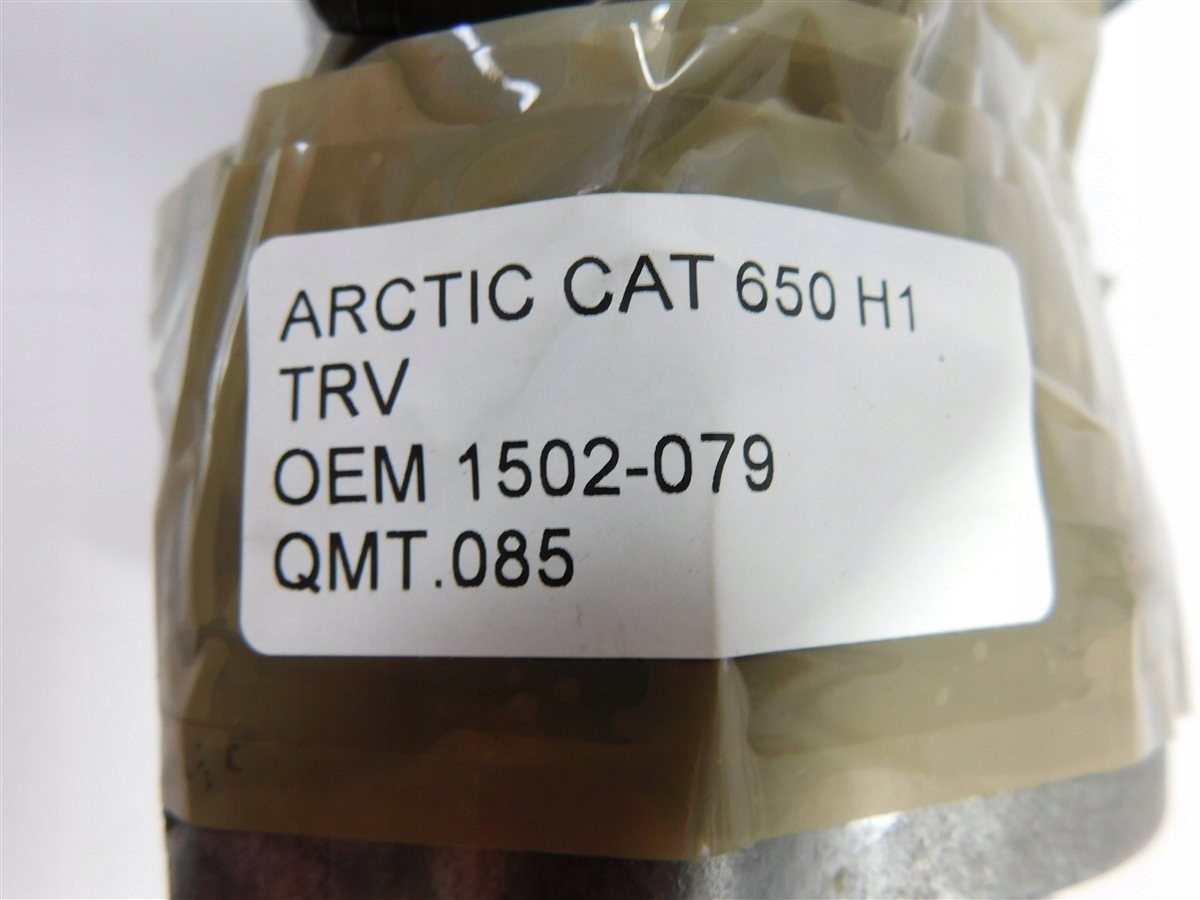 ARCTIC CAT 650 H1
TRV
OEM 1502-079
QMT.085